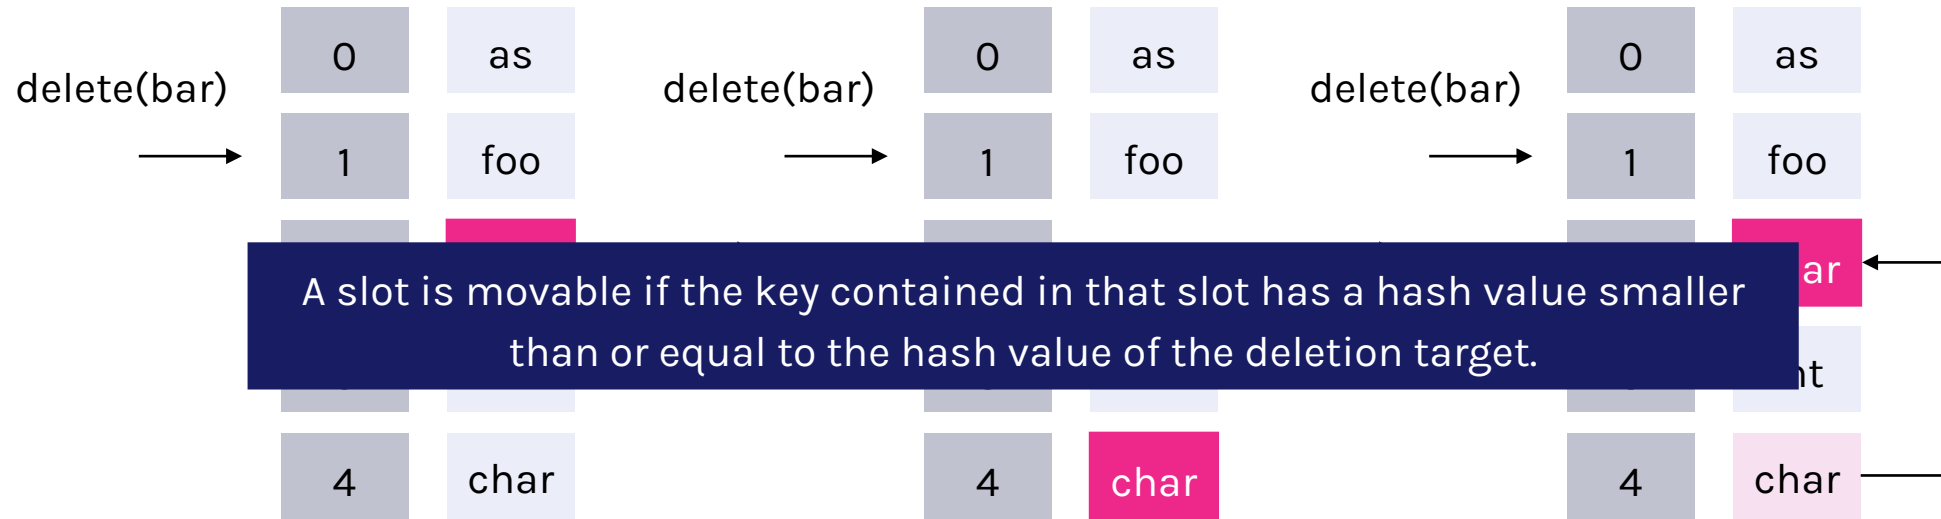 delete(bar)
0 as
1 foo
4 char
delete(bar)
0 as
1 foo
4 char
delete(bar)
0 as
1 foo
4 char
A slot is movable if the key contained in that slot has a hash value smaller
than or equal to the hash value of the deletion target.